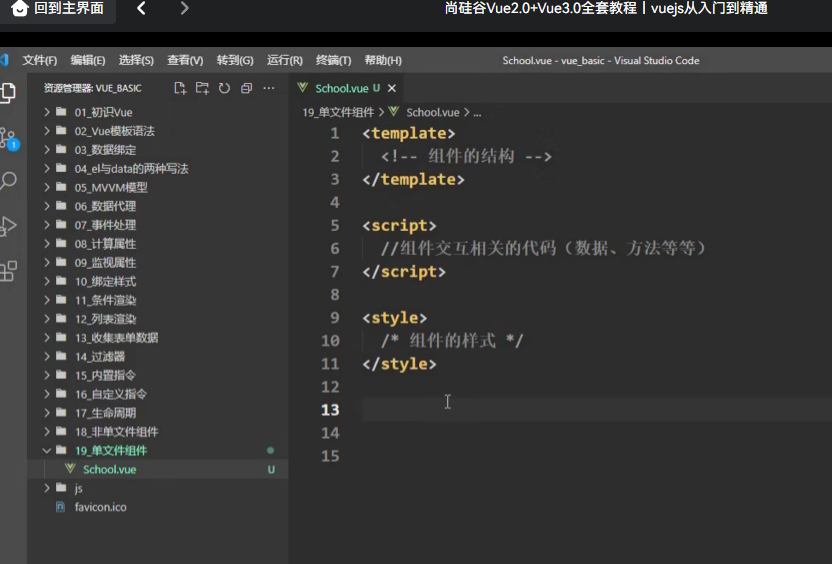 回到主界面
尚硅谷Vue2.0+Vue3.0全套教程丨vuejs从入门到精通
文件(F) 编辑(E) 选择(S) 查看(V) 转到(G) 运行(R) 终端(T) 帮助(H)
School.vue - vue_basic - Visual Studio Code
资源管理器: VUE_BASIC
School.vue U
19_单文件组件 > School.vue > ...
01_初识Vue
02_Vue模板语法
03_数据绑定
04_el与data的两种写法
05_MVVM模型
06_数据代理
07_事件处理
08_计算属性
09_监视属性
10_绑定样式
11_条件渲染
12_列表渲染
13_收集表单数据
14_过滤器
15_内置指令
16_自定义指令
17_生命周期
18_非单文件组件
19_单文件组件
School.vue U
js
favicon.ico
1
1 <template>
2 <!-- 组件的结构 -->
3 </template>
4
5 <script>
6 //组件交互相关的代码（数据、方法等等）
7 </script>
8
9 <style>
10 /* 组件的样式 */
11 </style>
12
13
14
15